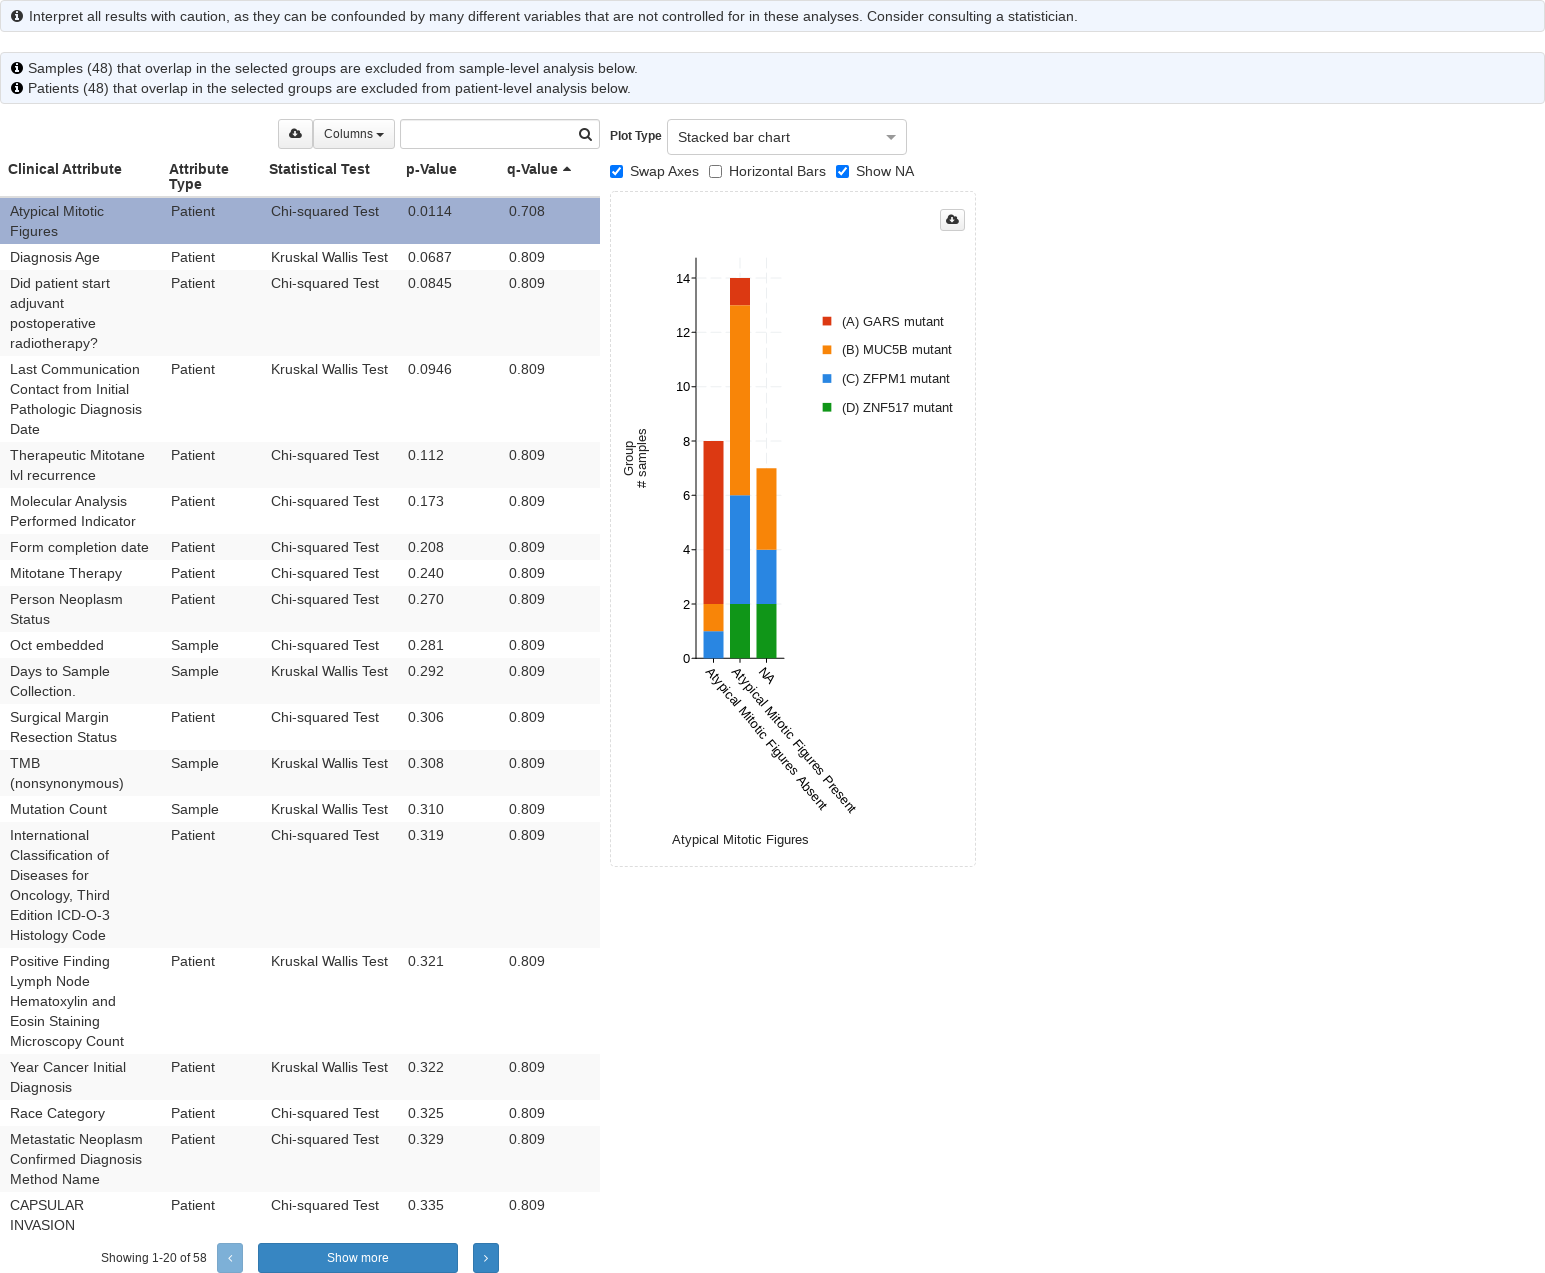 Interpret all results with caution, as they can be confounded by many different variables that are not controlled for in these analyses. Consider consulting a statistician.
Samples (48) that overlap in the selected groups are excluded from sample-level analysis below.
Patients (48) that overlap in the selected groups are excluded from patient-level analysis below.
Columns
Clinical Attribute Attribute Type Statistical Test p-Value q-Value
Atypical Mitotic Figures Patient Chi-squared Test 0.0114 0.708
Diagnosis Age Patient Kruskal Wallis Test 0.0687 0.809
Did patient start adjuvant postoperative radiotherapy? Patient Chi-squared Test 0.0845 0.809
Last Communication Contact from Initial Pathologic Diagnosis Date Patient Kruskal Wallis Test 0.0946 0.809
Therapeutic Mitotane lvl recurrence Patient Chi-squared Test 0.112 0.809
Molecular Analysis Performed Indicator Patient Chi-squared Test 0.173 0.809
Form completion date Patient Chi-squared Test 0.208 0.809
Mitotane Therapy Patient Chi-squared Test 0.240 0.809
Person Neoplasm Status Patient Chi-squared Test 0.270 0.809
Oct embedded Sample Chi-squared Test 0.281 0.809
Days to Sample Collection. Sample Kruskal Wallis Test 0.292 0.809
Surgical Margin Resection Status Patient Chi-squared Test 0.306 0.809
TMB (nonsynonymous) Sample Kruskal Wallis Test 0.308 0.809
Mutation Count Sample Kruskal Wallis Test 0.310 0.809
International Classification of Diseases for Oncology, Third Edition ICD-O-3 Histology Code Patient Chi-squared Test 0.319 0.809
Positive Finding Lymph Node Hematoxylin and Eosin Staining Microscopy Count Patient Kruskal Wallis Test 0.321 0.809
Year Cancer Initial Diagnosis Patient Kruskal Wallis Test 0.322 0.809
Race Category Patient Chi-squared Test 0.325 0.809
Metastatic Neoplasm Confirmed Diagnosis Method Name Patient Chi-squared Test 0.329 0.809
CAPSULAR INVASION Patient Chi-squared Test 0.335 0.809
Showing 1-20 of 58
Show more
Plot Type Stacked bar chart
Swap Axes Horizontal Bars Show NA
14
12
10
8
6
4
2
0
Group
# samples
(A) GARS mutant
(B) MUC5B mutant
(C) ZFPM1 mutant
(D) ZNF517 mutant
Atypical Mitotic Figures Absent
Atypical Mitotic Figures Present
NA
Atypical Mitotic Figures